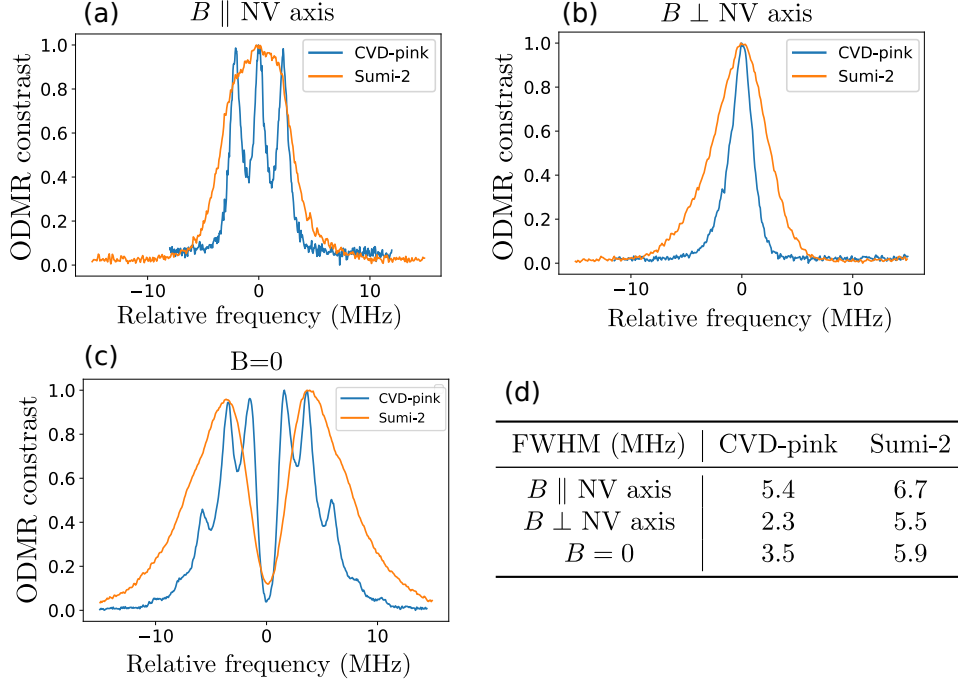 (a)
B ∥ NV axis
1.0
0.8
0.6
0.4
0.2
0.0
ODMR constrast
CVD-pink
Sumi-2
−10
0
10
Relative frequency (MHz)
(b)
B ⊥ NV axis
1.0
0.8
0.6
0.4
0.2
0.0
ODMR constrast
CVD-pink
Sumi-2
−10
0
10
Relative frequency (MHz)
(c)
B=0
1.0
0.8
0.6
0.4
0.2
0.0
ODMR constrast
CVD-pink
Sumi-2
−10
0
10
Relative frequency (MHz)
(d)
FWHM (MHz) CVD-pink Sumi-2
B ∥ NV axis 5.4 6.7
B ⊥ NV axis 2.3 5.5
B = 0 3.5 5.9